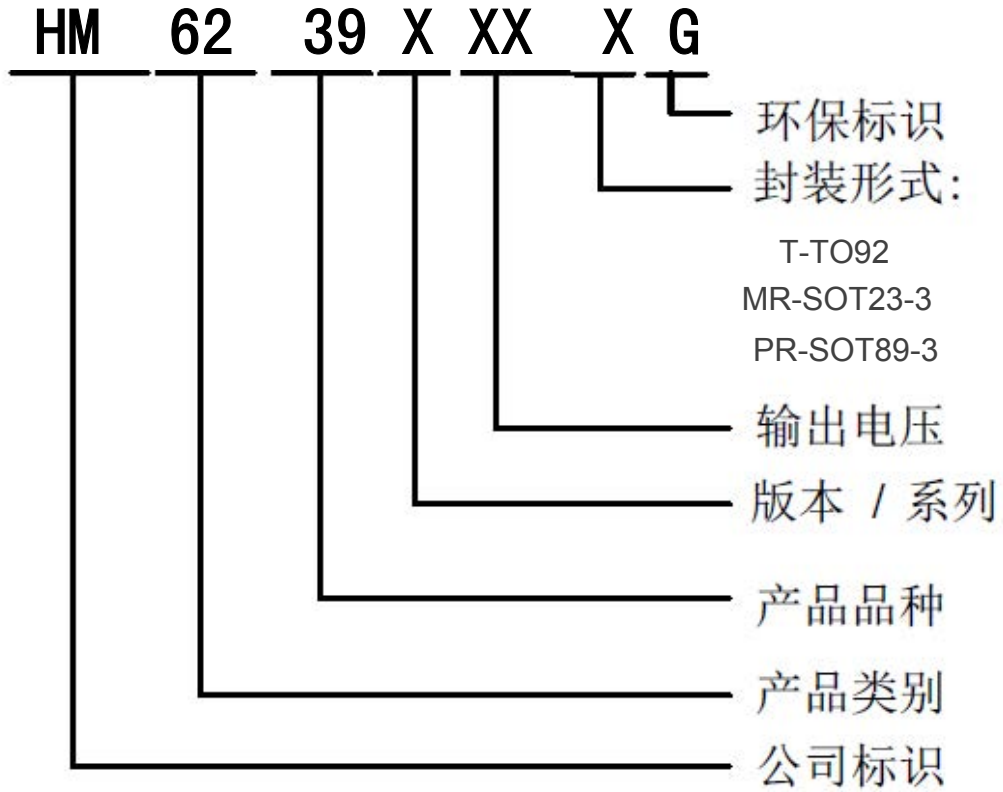 HM 62 39 X XX X G
环保标识
封装形式:
T-TO92
MR-SOT23-3
PR-SOT89-3
输出电压
版本 / 系列
产品品种
产品类别
公司标识